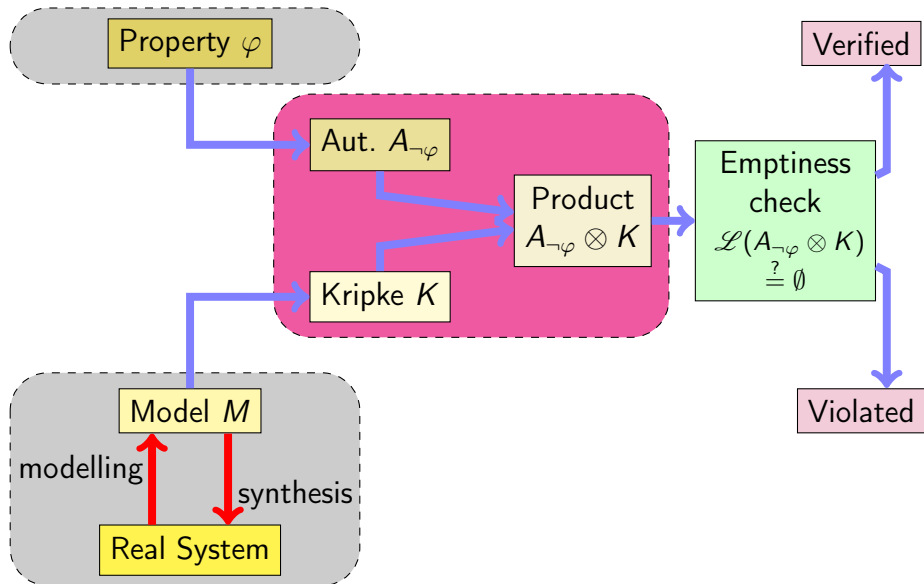 Property φ
Verified
Aut. A¬φ
Emptiness
check
ℒ(A¬φ ⊗ K)
≟ ∅
Product
A¬φ ⊗ K
Kripke K
Model M
Violated
modelling
synthesis
Real System